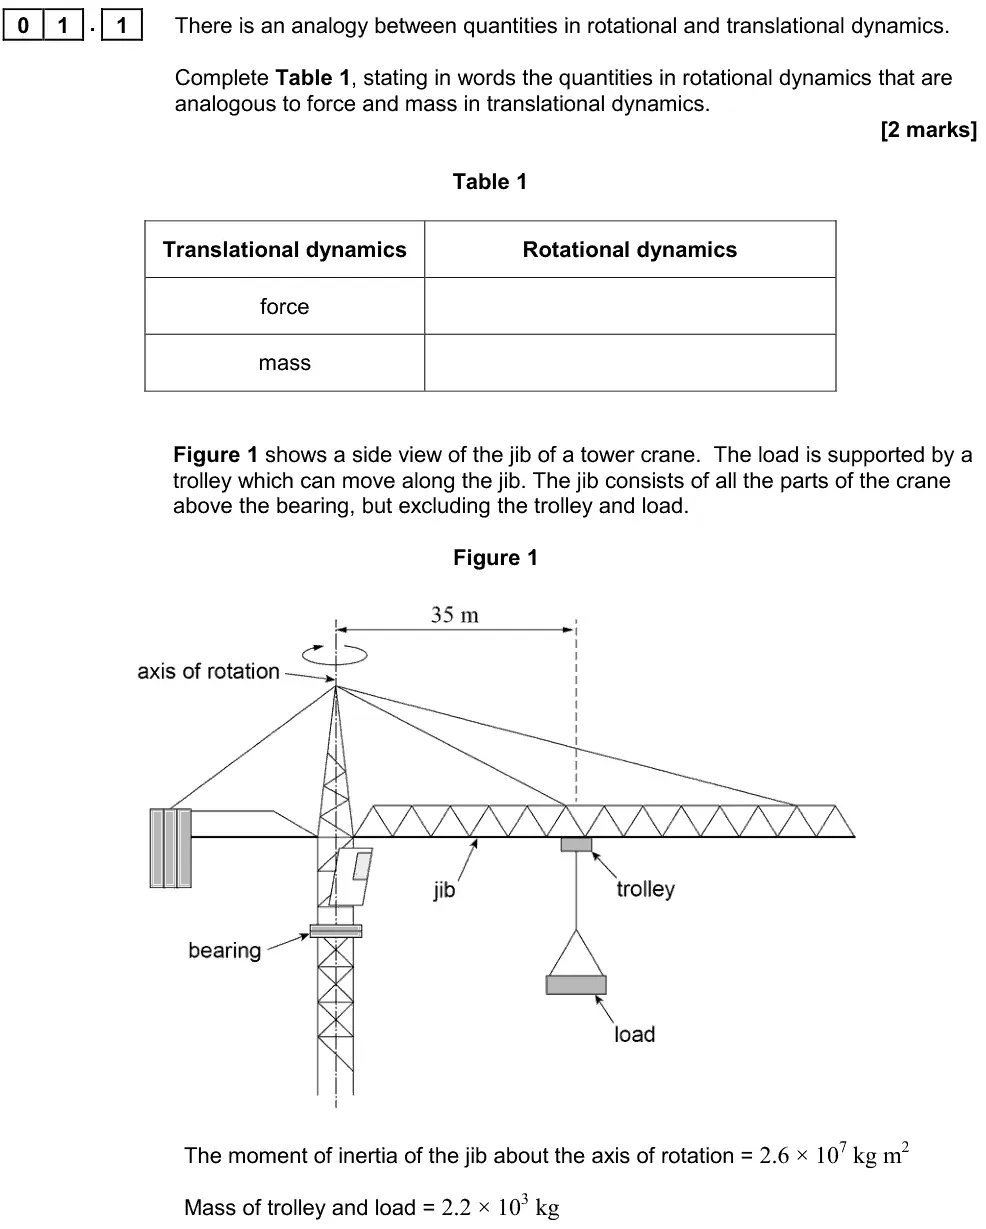 0 1 . 1 There is an analogy between quantities in rotational and translational dynamics.
Complete Table 1, stating in words the quantities in rotational dynamics that are
analogous to force and mass in translational dynamics.
[2 marks]
Table 1
Translational dynamics Rotational dynamics
force
mass
Figure 1 shows a side view of the jib of a tower crane. The load is supported by a
trolley which can move along the jib. The jib consists of all the parts of the crane
above the bearing, but excluding the trolley and load.
Figure 1
35 m
axis of rotation
jib
trolley
bearing
load
The moment of inertia of the jib about the axis of rotation = 2.6 × 10⁷ kg m²
Mass of trolley and load = 2.2 × 10³ kg